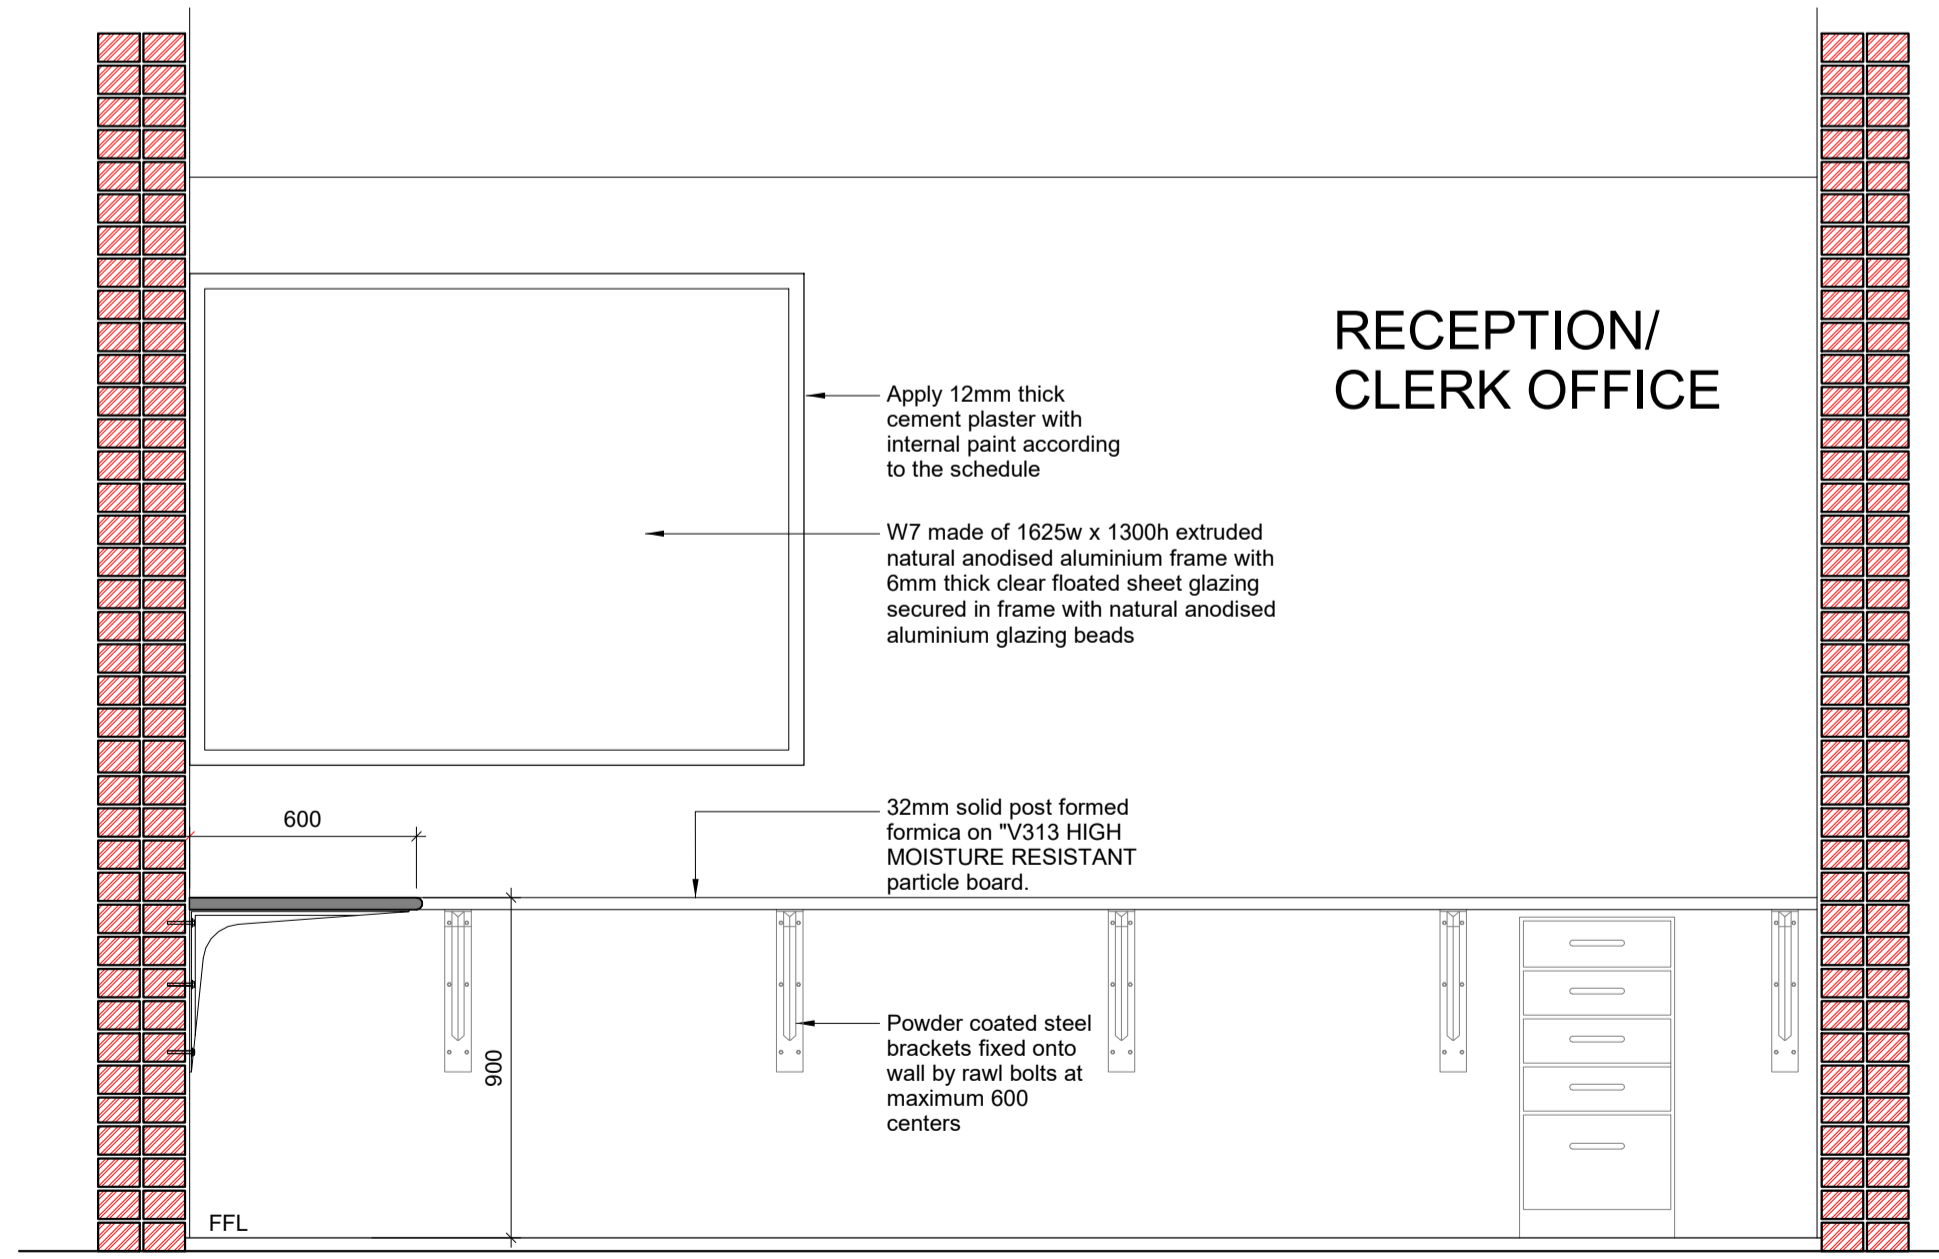 RECEPTION/
CLERK OFFICE
Apply 12mm thick
cement plaster with
internal paint according
to the schedule
W7 made of 1625w x 1300h extruded
natural anodised aluminium frame with
6mm thick clear floated sheet glazing
secured in frame with natural anodised
aluminium glazing beads
32mm solid post formed
formica on "V313 HIGH
MOISTURE RESISTANT
particle board.
600
900
Powder coated steel
brackets fixed onto
wall by rawl bolts at
maximum 600
centers
FFL